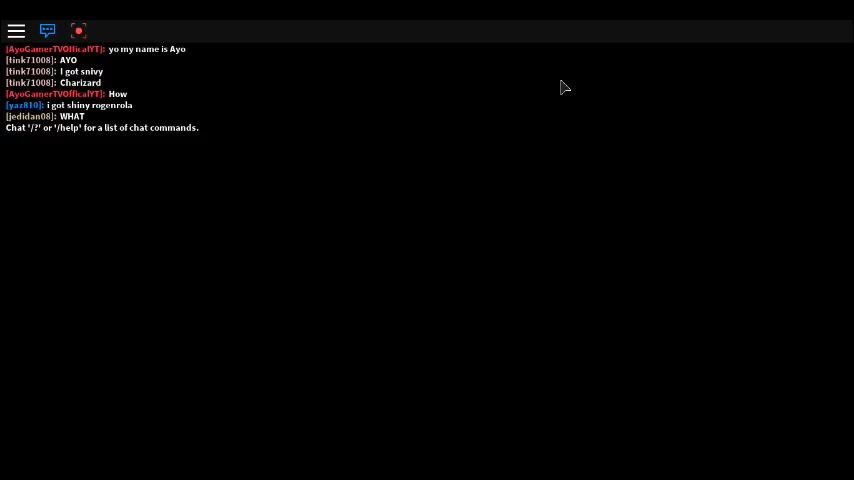 [AyoGamerTVOfficalYT]: yo my name is Ayo
[tink71008]: AYO
[tink71008]: I got snivy
[tink71008]: Charizard
[AyoGamerTVOfficalYT]: How
[yaz810]: i got shiny rogenrola
[jedidan08]: WHAT
Chat '/?' or '/help' for a list of chat commands.